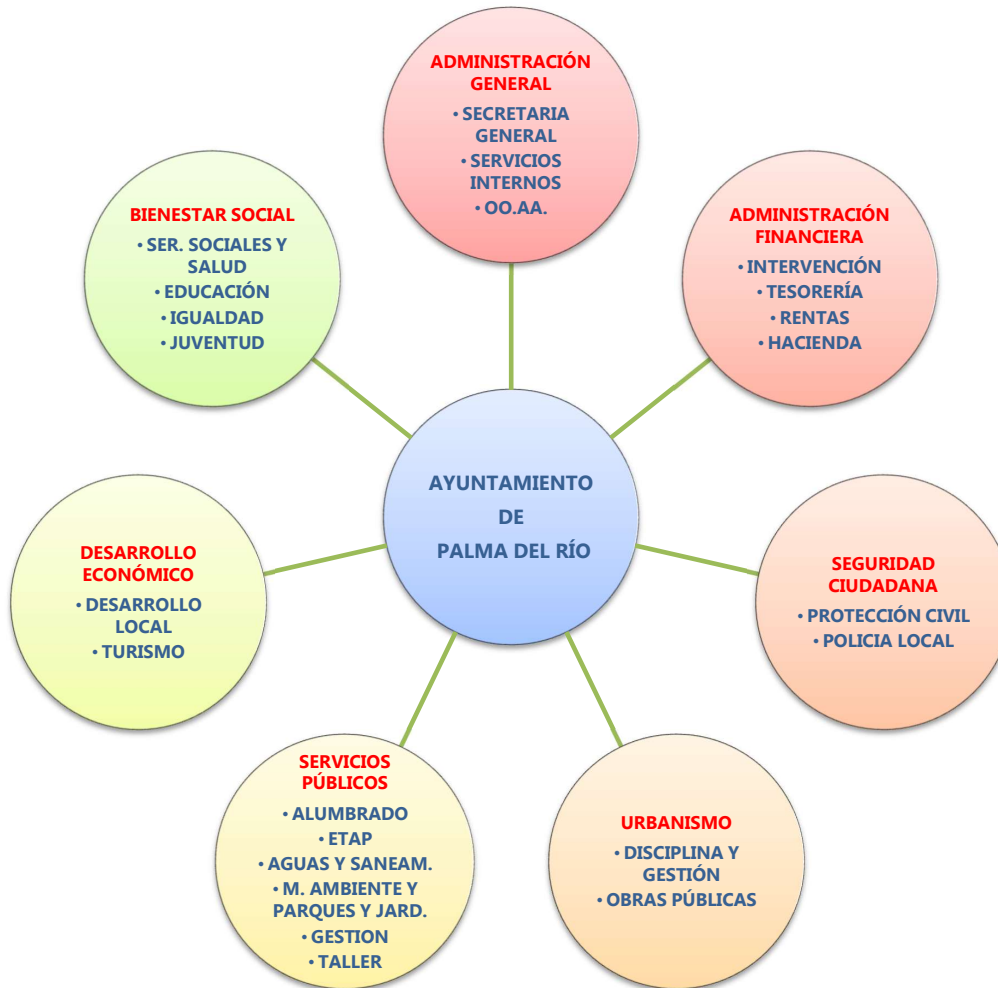 ADMINISTRACIÓN
GENERAL
• SECRETARIA
GENERAL
• SERVICIOS
INTERNOS
• OO.AA.
ADMINISTRACIÓN
FINANCIERA
• INTERVENCIÓN
• TESORERÍA
• RENTAS
• HACIENDA
SEGURIDAD
CIUDADANA
• PROTECCIÓN CIVIL
• POLICIA LOCAL
URBANISMO
• DISCIPLINA Y
GESTIÓN
• OBRAS PÚBLICAS
SERVICIOS
PÚBLICOS
• ALUMBRADO
• ETAP
• AGUAS Y SANEAM.
• M. AMBIENTE Y
PARQUES Y JARD.
• GESTION
• TALLER
DESARROLLO
ECONÓMICO
• DESARROLLO
LOCAL
• TURISMO
BIENESTAR SOCIAL
• SER. SOCIALES Y
SALUD
• EDUCACIÓN
• IGUALDAD
• JUVENTUD
AYUNTAMIENTO
DE
PALMA DEL RÍO